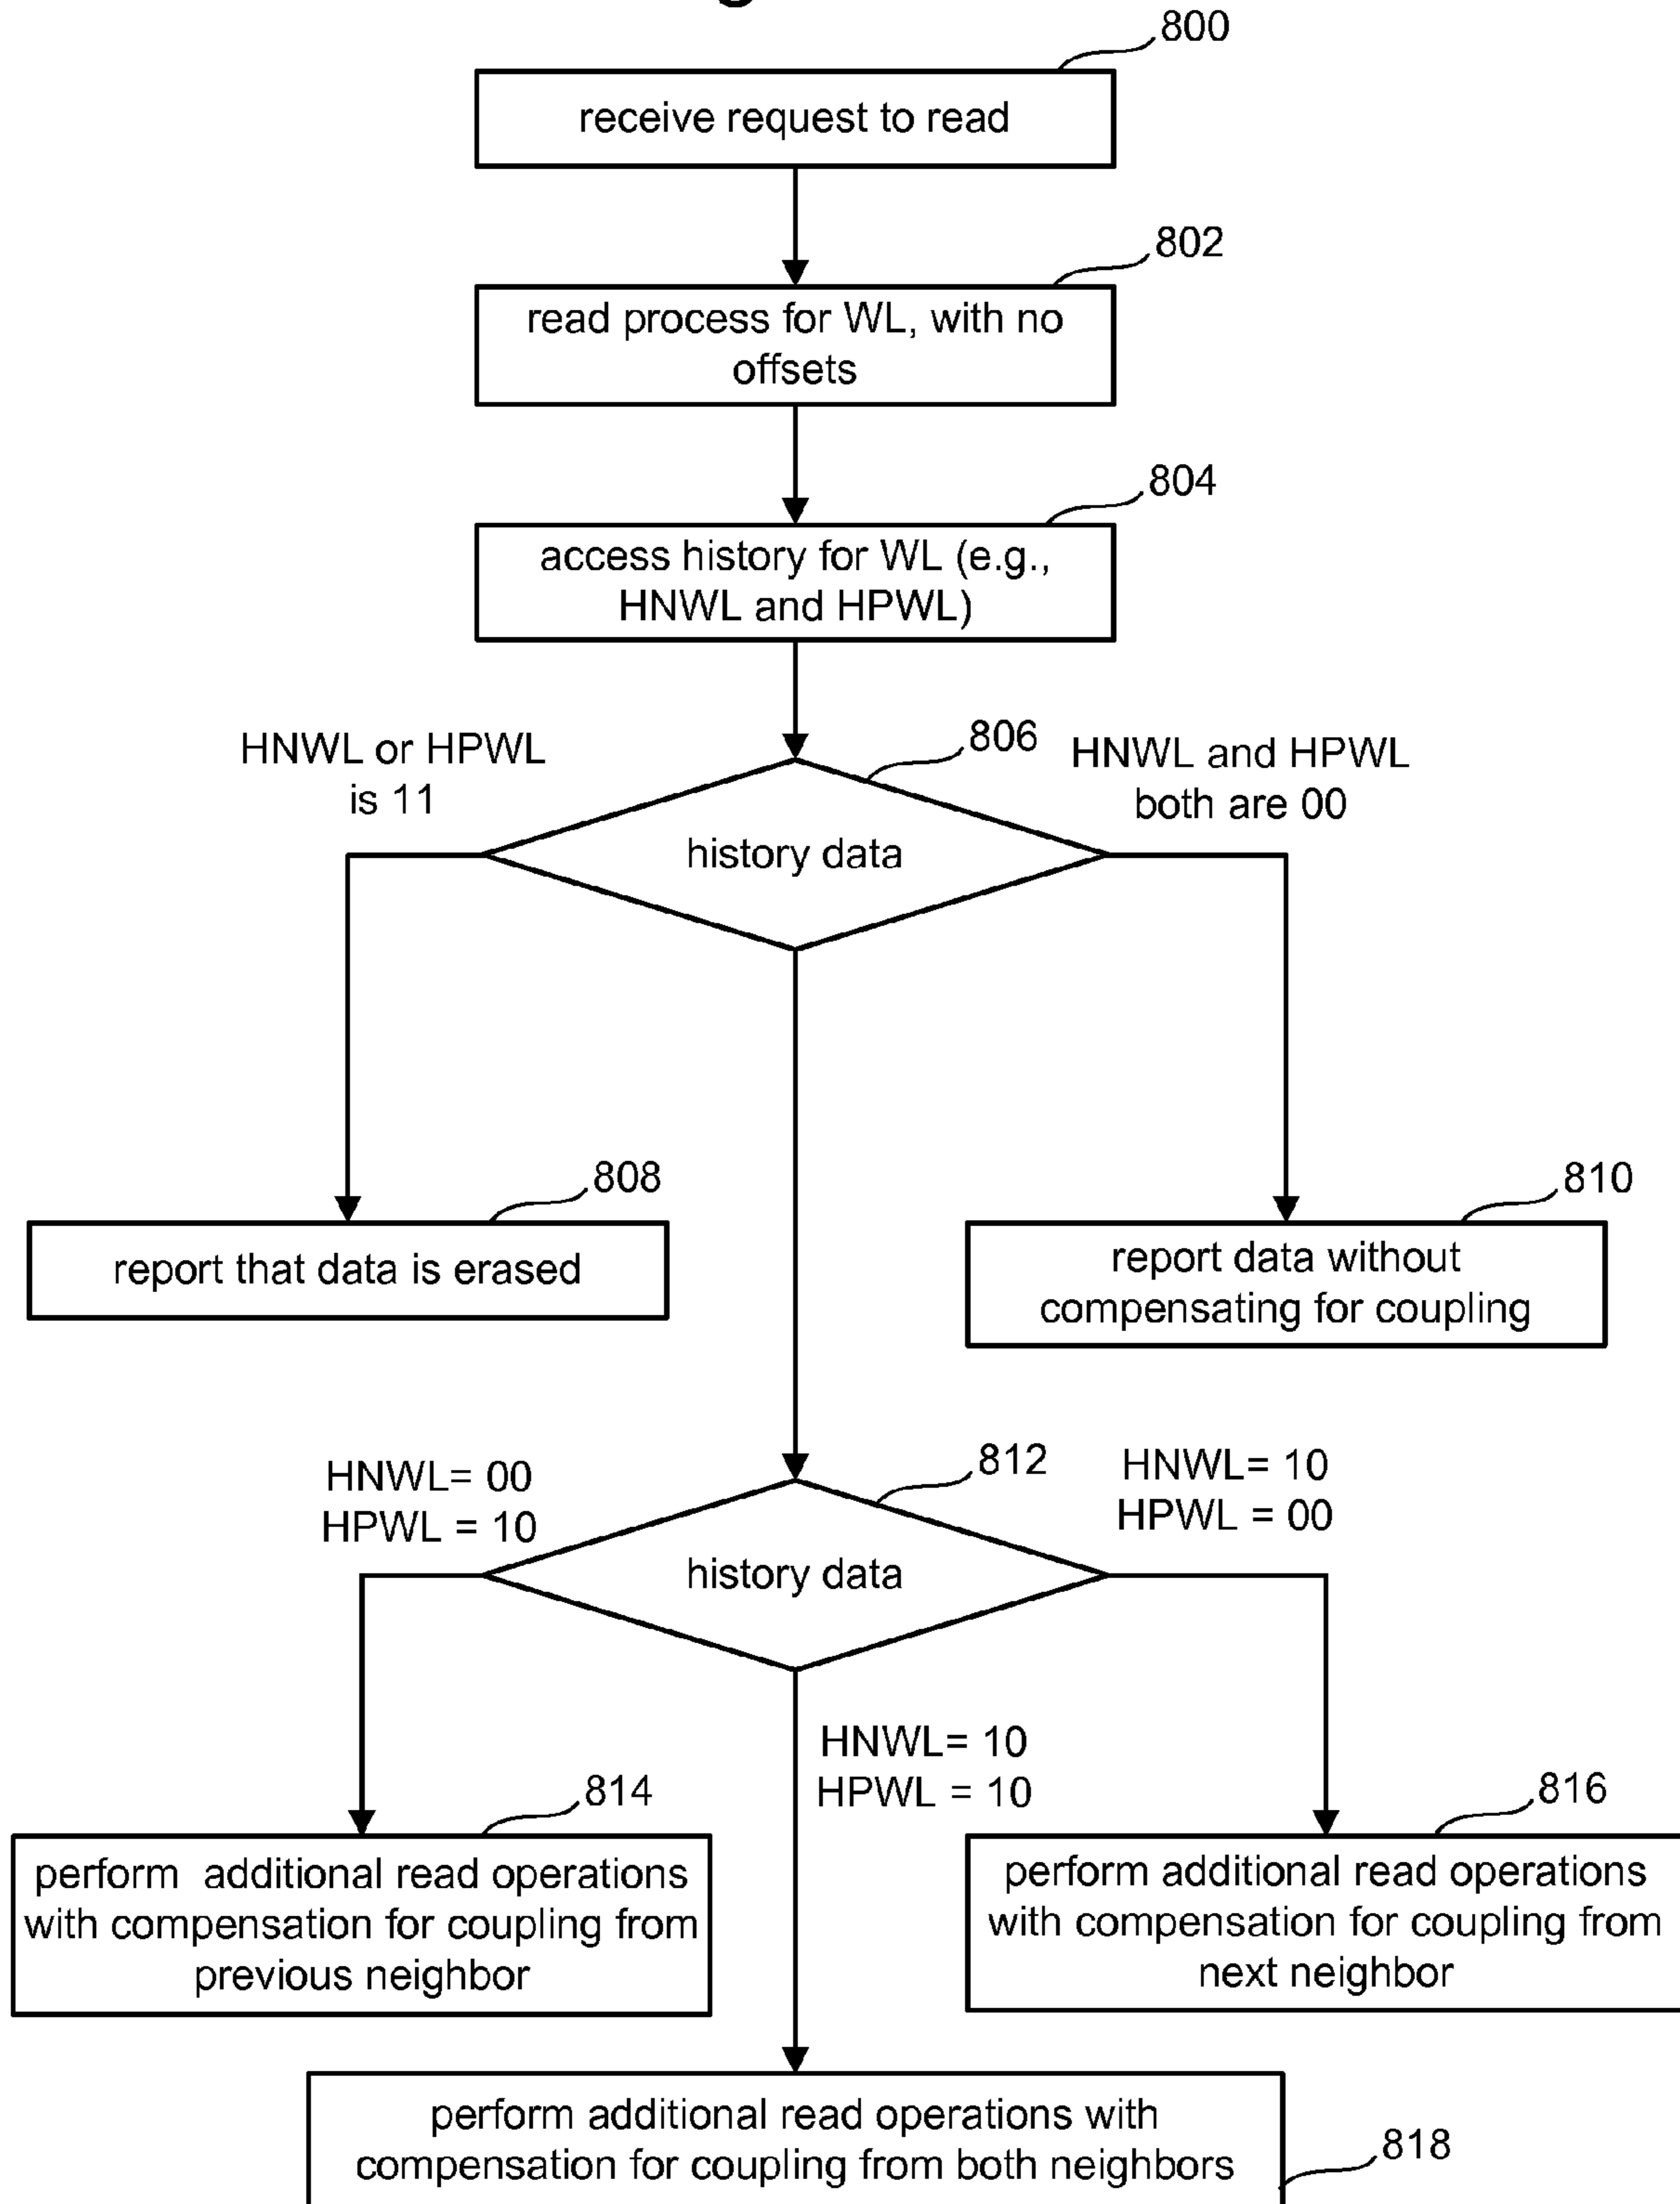 800
receive request to read
802
read process for WL, with no
offsets
804
access history for WL (e.g.,
HNWL and HPWL)
806
HNWL or HPWL
is 11
HNWL and HPWL
both are 00
history data
808
report that data is erased
810
report data without
compensating for coupling
812
HNWL= 00
HPWL = 10
HNWL= 10
HPWL = 00
history data
HNWL= 10
HPWL = 10
814
perform additional read operations
with compensation for coupling from
previous neighbor
816
perform additional read operations
with compensation for coupling from
next neighbor
perform additional read operations with
compensation for coupling from both neighbors
818